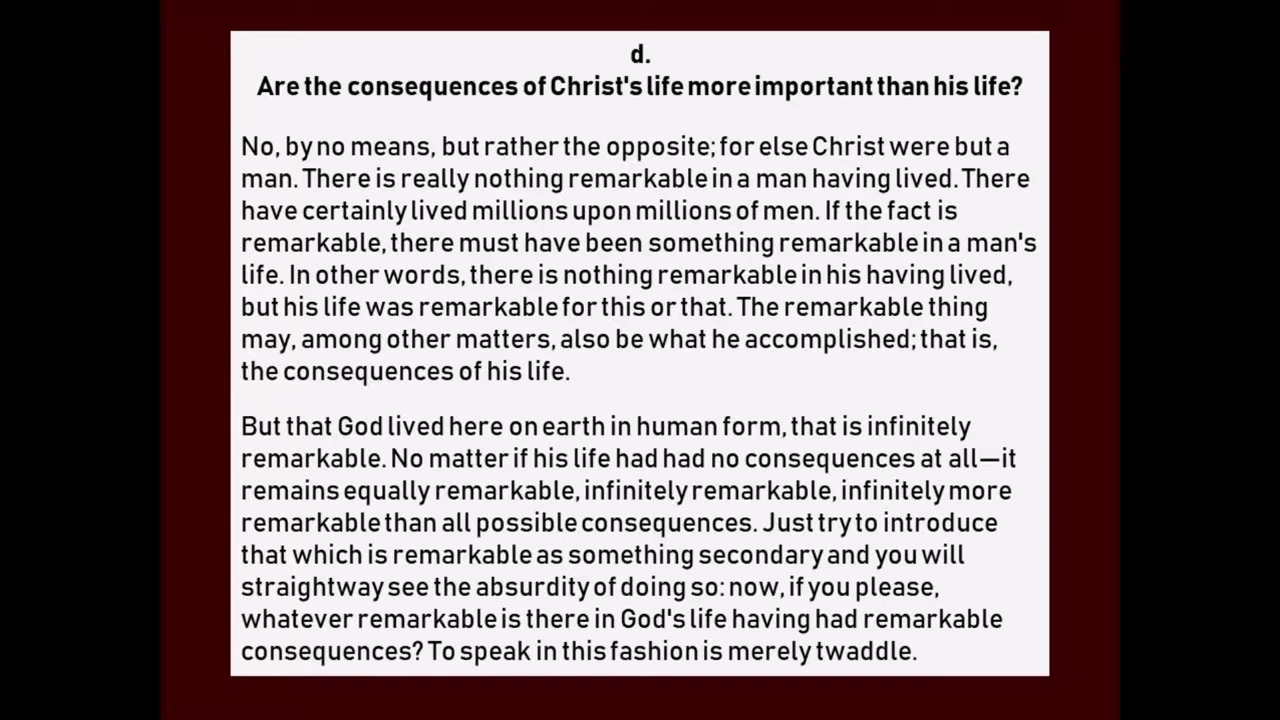 d.
Are the consequences of Christ's life more important than his life?
No, by no means, but rather the opposite; for else Christ were but a
man. There is really nothing remarkable in a man having lived. There
have certainly lived millions upon millions of men. If the fact is
remarkable, there must have been something remarkable in a man's
life. In other words, there is nothing remarkable in his having lived,
but his life was remarkable for this or that. The remarkable thing
may, among other matters, also be what he accomplished; that is,
the consequences of his life.
But that God lived here on earth in human form, that is infinitely
remarkable. No matter if his life had had no consequences at all—it
remains equally remarkable, infinitely remarkable, infinitely more
remarkable than all possible consequences. Just try to introduce
that which is remarkable as something secondary and you will
straightway see the absurdity of doing so: now, if you please,
whatever remarkable is there in God's life having had remarkable
consequences? To speak in this fashion is merely twaddle.